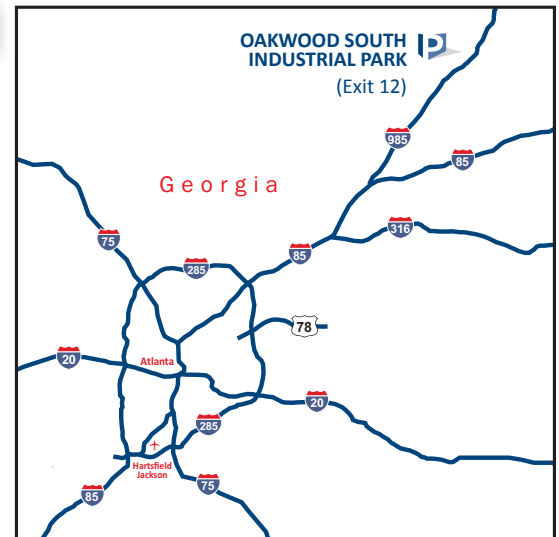 OAKWOOD SOUTH
INDUSTRIAL PARK
(Exit 12)
985
85
Georgia
316
75
85
285
78
20
Atlanta
20
285
Hartsfield
Jackson
85
75